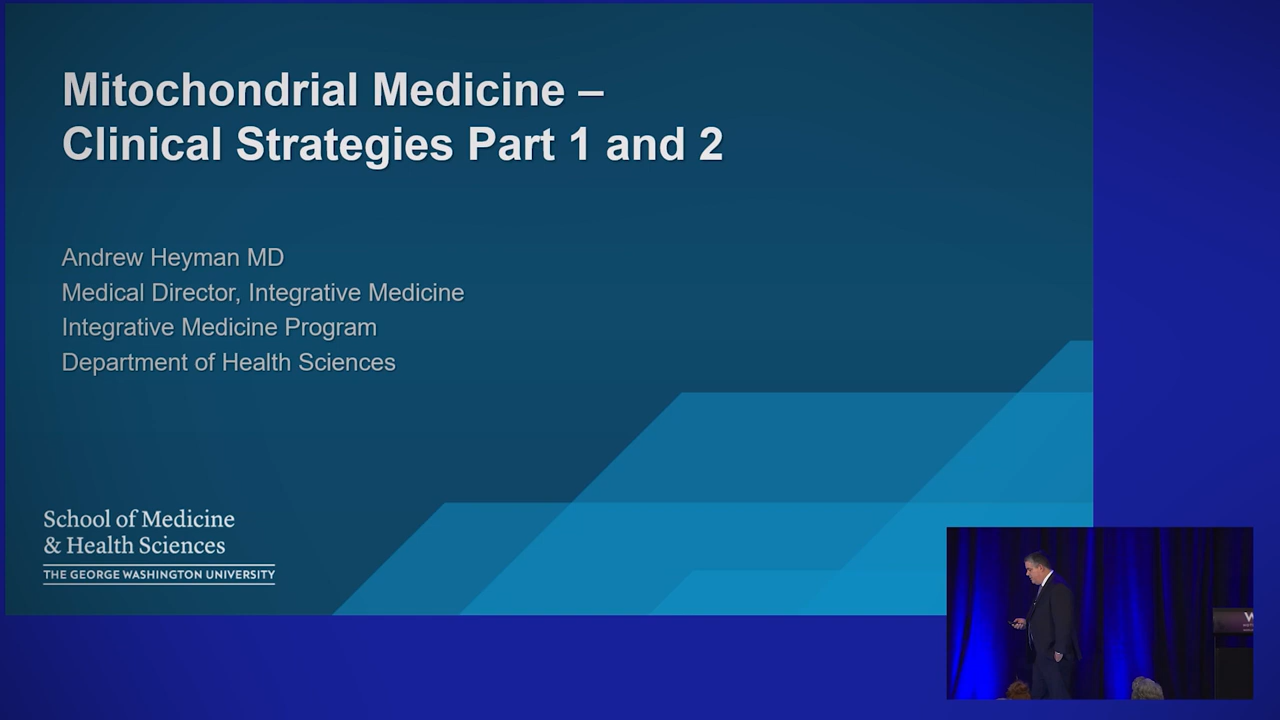 Mitochondrial Medicine –
Clinical Strategies Part 1 and 2
Andrew Heyman MD
Medical Director, Integrative Medicine
Integrative Medicine Program
Department of Health Sciences
School of Medicine
& Health Sciences
THE GEORGE WASHINGTON UNIVERSITY